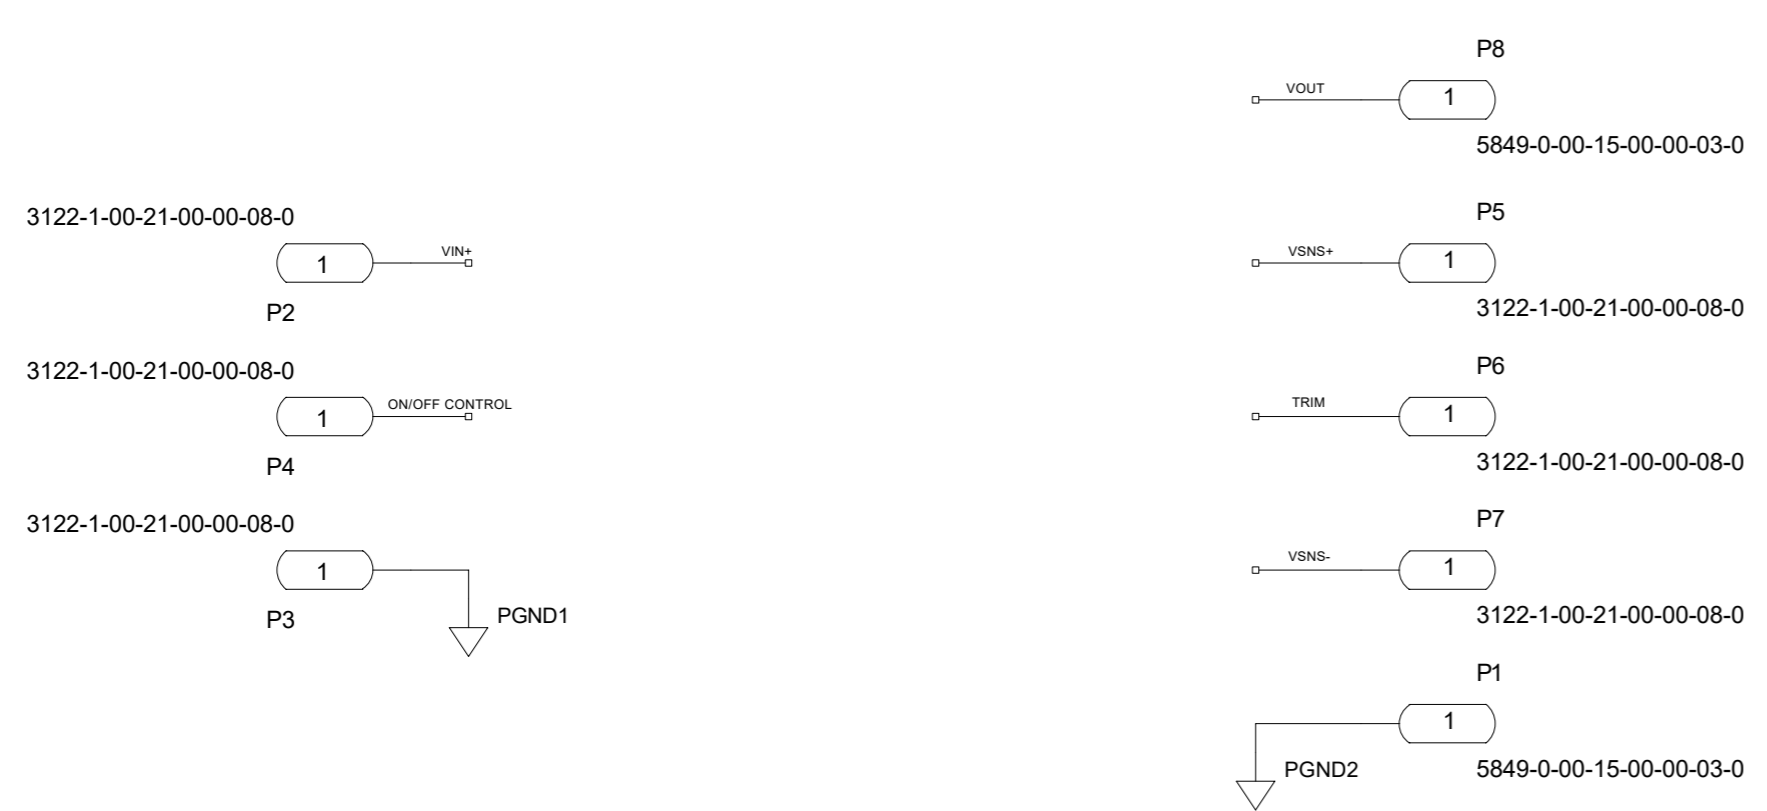 P8
VOUT
1
5849-0-00-15-00-00-03-0
3122-1-00-21-00-00-08-0
1
VIN+
P2
P5
VSNS+
1
3122-1-00-21-00-00-08-0
3122-1-00-21-00-00-08-0
1
ON/OFF CONTROL
P4
P6
TRIM
1
3122-1-00-21-00-00-08-0
3122-1-00-21-00-00-08-0
1
P3
PGND1
P7
VSNS-
1
3122-1-00-21-00-00-08-0
P1
1
PGND2
5849-0-00-15-00-00-03-0